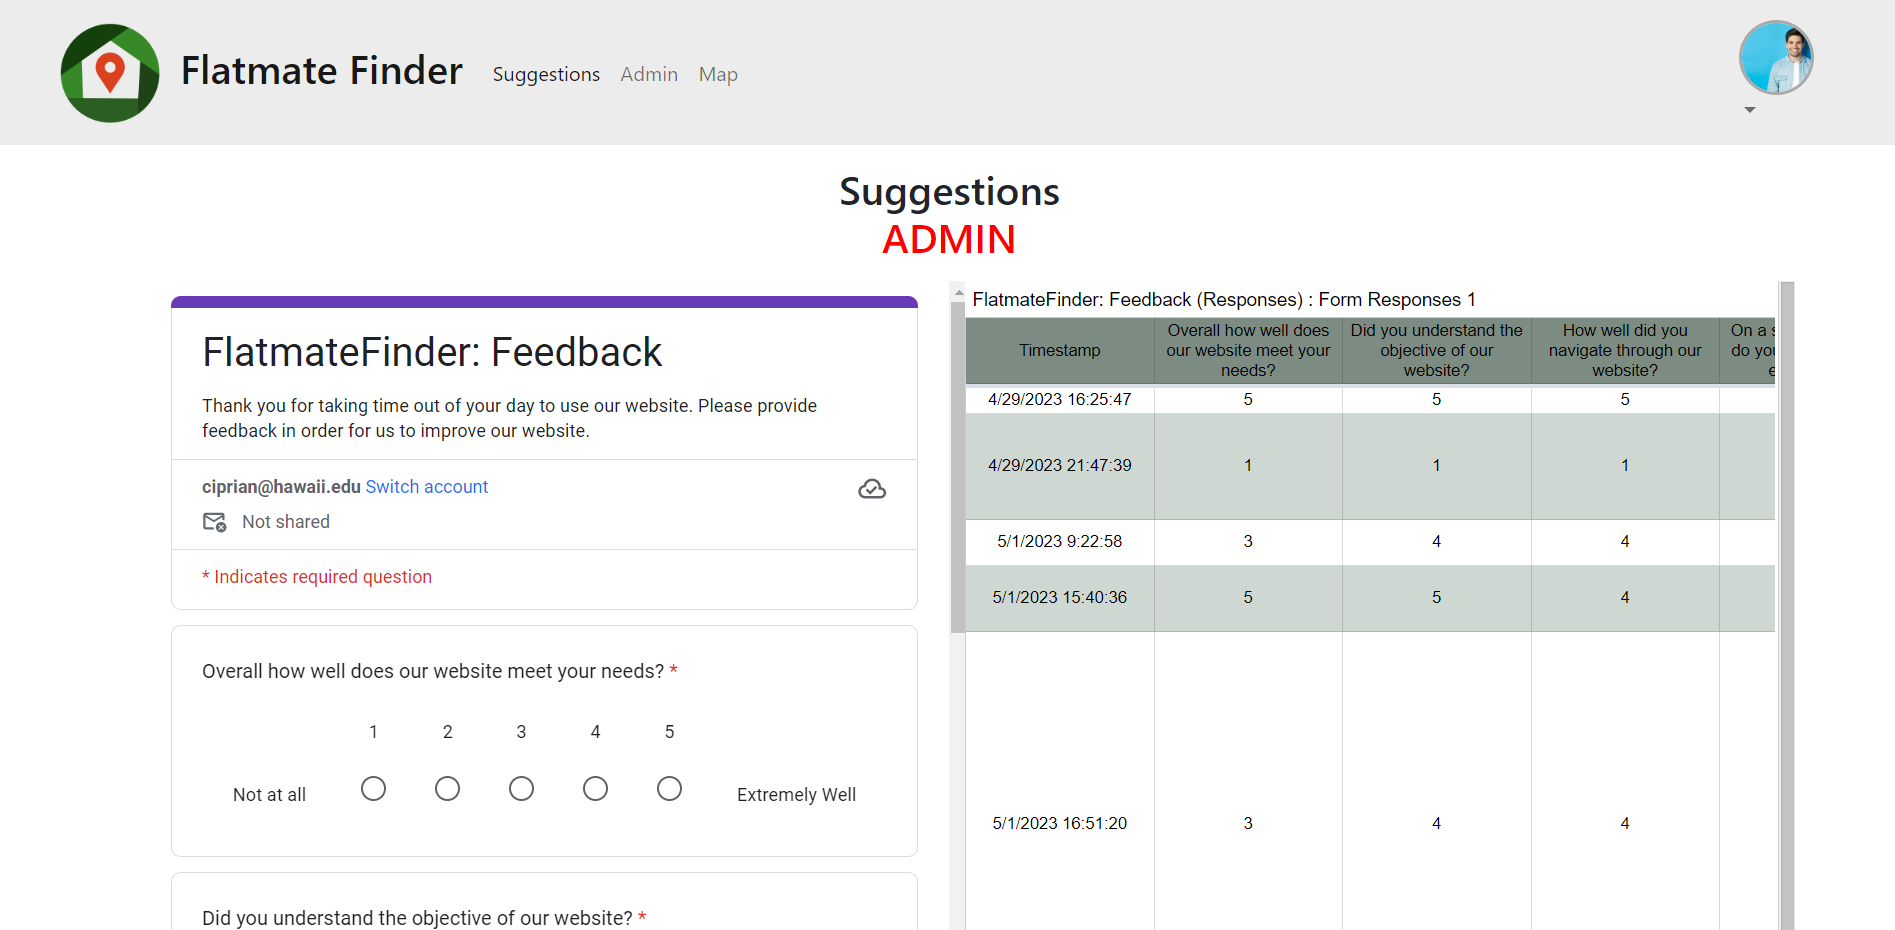 Flatmate Finder
Suggestions Admin Map
Suggestions
ADMIN
FlatmateFinder: Feedback
Thank you for taking time out of your day to use our website. Please provide
feedback in order for us to improve our website.
ciprian@hawaii.edu Switch account
Not shared
* Indicates required question
Overall how well does our website meet your needs? *
1 2 3 4 5
Not at all Extremely Well
Did you understand the objective of our website? *
FlatmateFinder: Feedback (Responses) : Form Responses 1
Timestamp
Overall how well does
our website meet your
needs?
Did you understand the
objective of our
website?
How well did you
navigate through our
website?
On a s
do you
e
4/29/2023 16:25:47 5 5 5
4/29/2023 21:47:39 1 1 1
5/1/2023 9:22:58 3 4 4
5/1/2023 15:40:36 5 5 4
5/1/2023 16:51:20 3 4 4